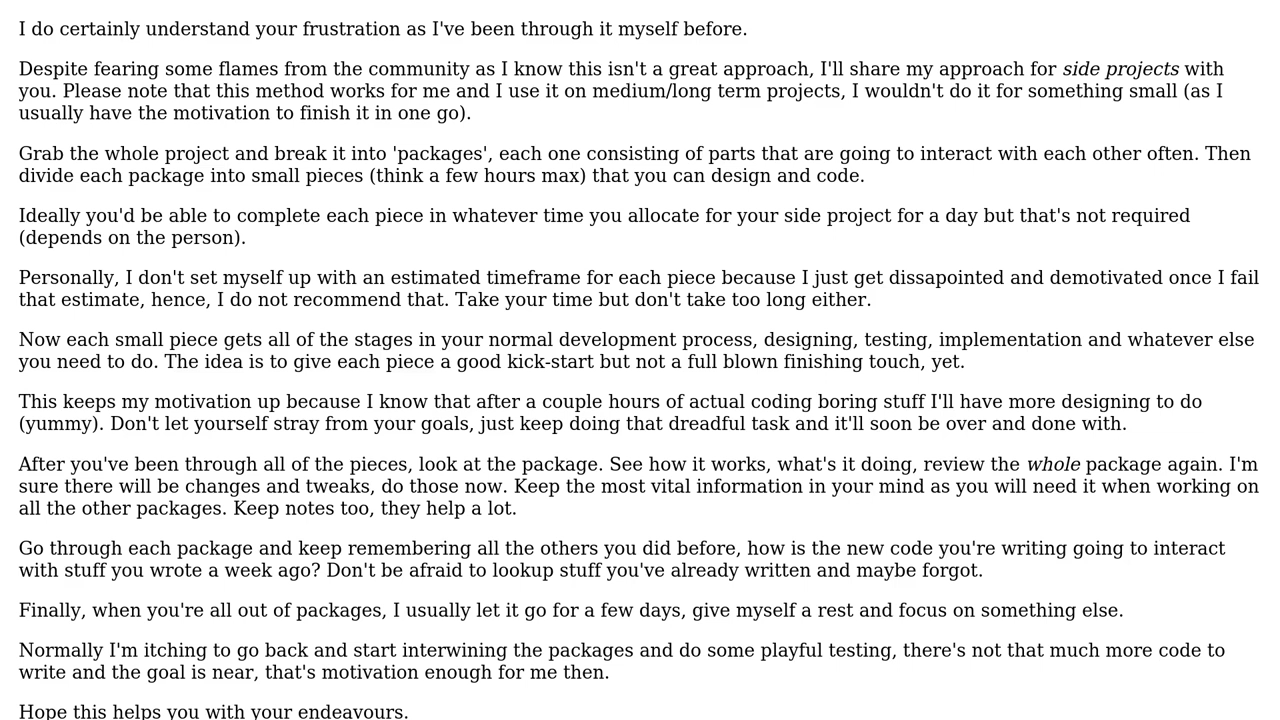 I do certainly understand your frustration as I've been through it myself before.
Despite fearing some flames from the community as I know this isn't a great approach, I'll share my approach for side projects with
you. Please note that this method works for me and I use it on medium/long term projects, I wouldn't do it for something small (as I
usually have the motivation to finish it in one go).
Grab the whole project and break it into 'packages', each one consisting of parts that are going to interact with each other often. Then
divide each package into small pieces (think a few hours max) that you can design and code.
Ideally you'd be able to complete each piece in whatever time you allocate for your side project for a day but that's not required
(depends on the person).
Personally, I don't set myself up with an estimated timeframe for each piece because I just get dissapointed and demotivated once I fail
that estimate, hence, I do not recommend that. Take your time but don't take too long either.
Now each small piece gets all of the stages in your normal development process, designing, testing, implementation and whatever else
you need to do. The idea is to give each piece a good kick-start but not a full blown finishing touch, yet.
This keeps my motivation up because I know that after a couple hours of actual coding boring stuff I'll have more designing to do
(yummy). Don't let yourself stray from your goals, just keep doing that dreadful task and it'll soon be over and done with.
After you've been through all of the pieces, look at the package. See how it works, what's it doing, review the whole package again. I'm
sure there will be changes and tweaks, do those now. Keep the most vital information in your mind as you will need it when working on
all the other packages. Keep notes too, they help a lot.
Go through each package and keep remembering all the others you did before, how is the new code you're writing going to interact
with stuff you wrote a week ago? Don't be afraid to lookup stuff you've already written and maybe forgot.
Finally, when you're all out of packages, I usually let it go for a few days, give myself a rest and focus on something else.
Normally I'm itching to go back and start interwining the packages and do some playful testing, there's not that much more code to
write and the goal is near, that's motivation enough for me then.
Hope this helps you with your endeavours.